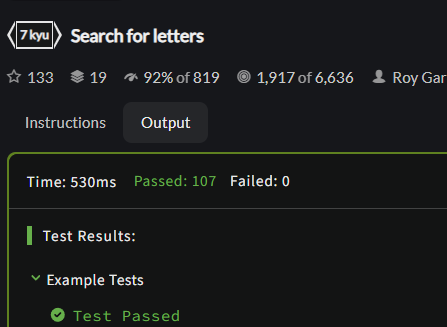 7 kyu Search for letters
133 19 92% of 819 1,917 of 6,636 Roy Gar
Instructions Output
Time: 530ms Passed: 107 Failed: 0
Test Results:
Example Tests
Test Passed